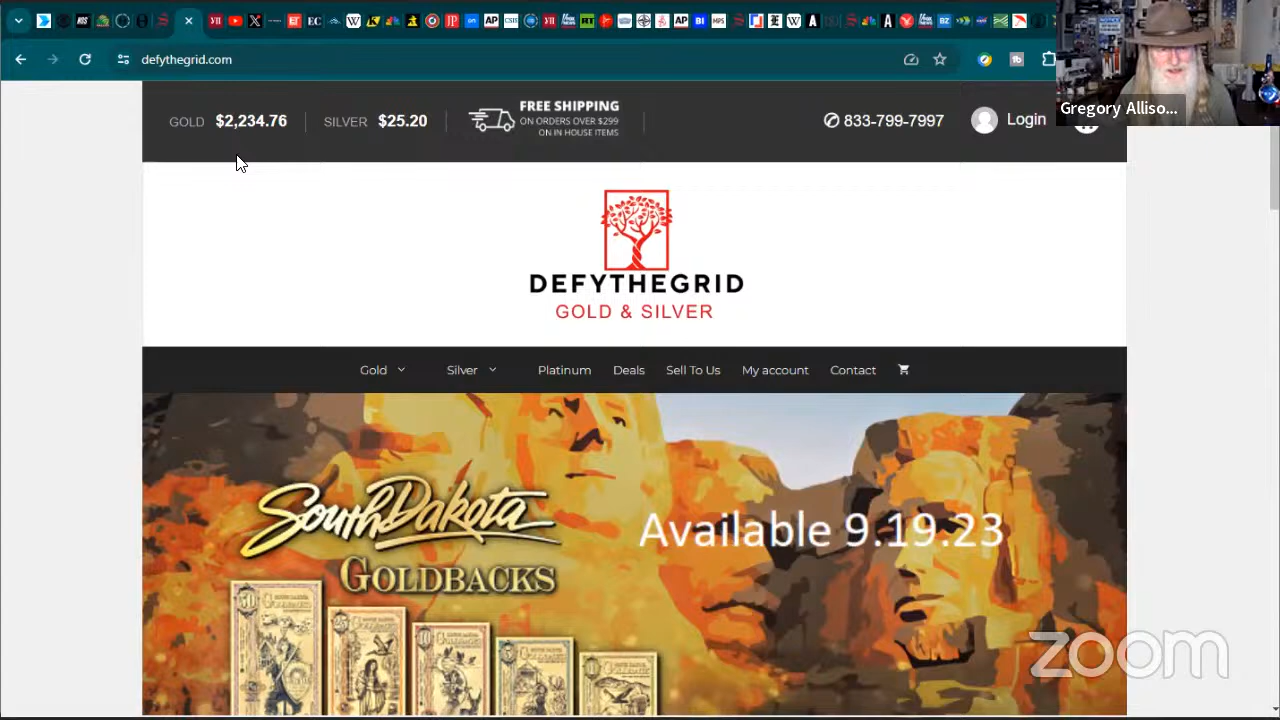 defythegrid.com
Gregory Alliso...
GOLD $2,234.76 SILVER $25.20
FREE SHIPPING
ON ORDERS OVER $299
ON IN HOUSE ITEMS
833-799-7997
Login
DEFYTHEGRID
GOLD & SILVER
Gold Silver Platinum Deals Sell To Us My account Contact
South Dakota
GOLDBACKS
Available 9.19.23
zoom